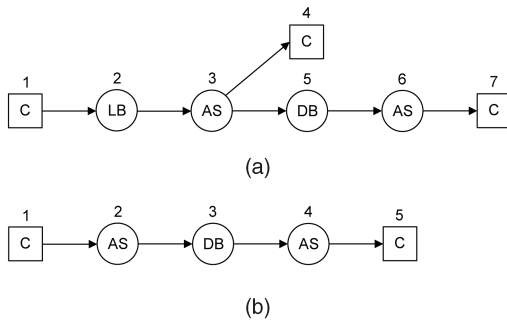 4
C
1 2 3 5 6 7
C LB AS DB AS C
(a)
1 2 3 4 5
C AS DB AS C
(b)